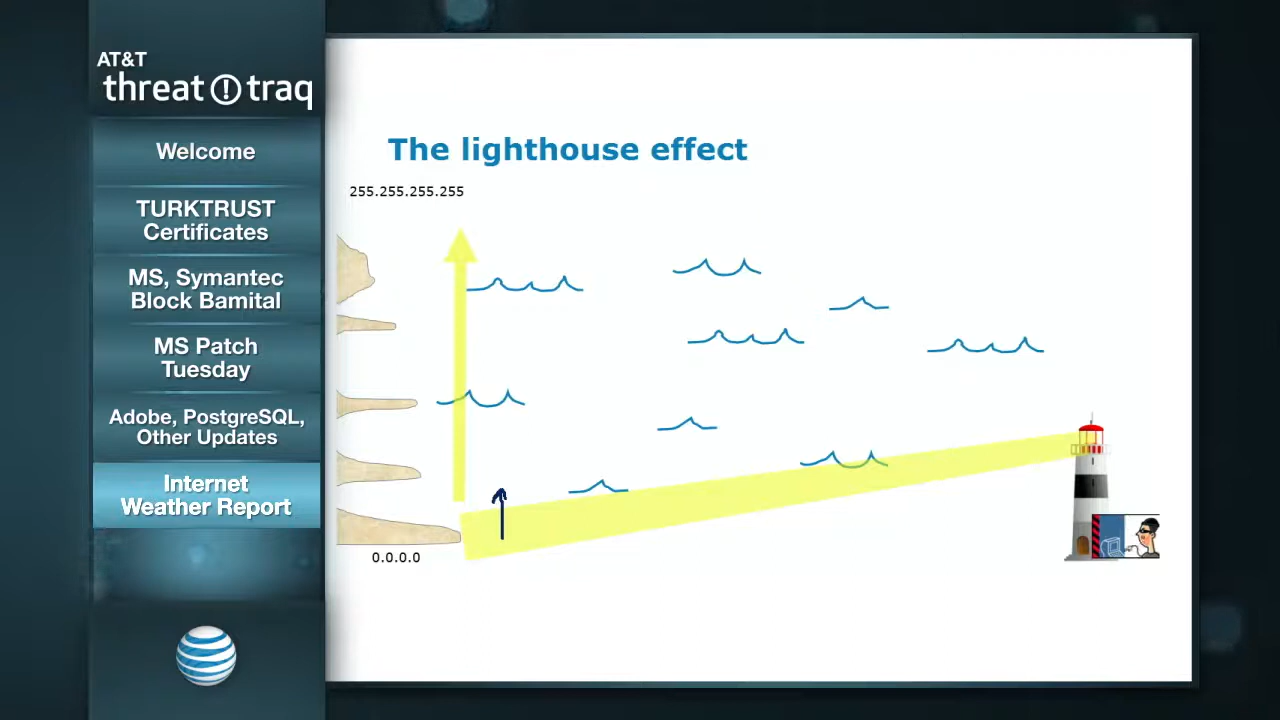 AT&T
threat traq
Welcome
TURKTRUST
Certificates
MS, Symantec
Block Bamital
MS Patch
Tuesday
Adobe, PostgreSQL,
Other Updates
Internet
Weather Report
The lighthouse effect
255.255.255.255
0.0.0.0